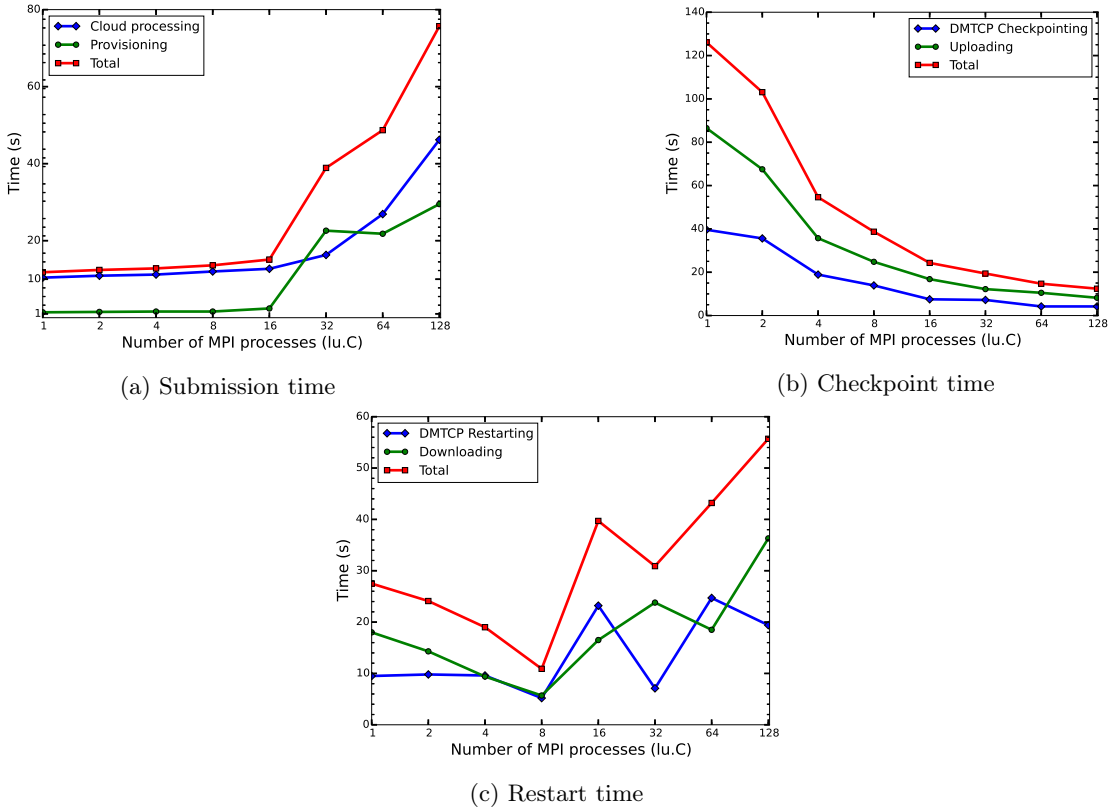 80
60
40
20
10
1
Time (s)
Cloud processing
Provisioning
Total
1 2 4 8 16 32 64 128
Number of MPI processes (lu.C)
(a) Submission time
140
120
100
80
60
40
20
0
Time (s)
DMTCP Checkpointing
Uploading
Total
1 2 4 8 16 32 64 128
Number of MPI processes (lu.C)
(b) Checkpoint time
60
50
40
30
20
10
0
Time (s)
DMTCP Restarting
Downloading
Total
1 2 4 8 16 32 64 128
Number of MPI processes (lu.C)
(c) Restart time